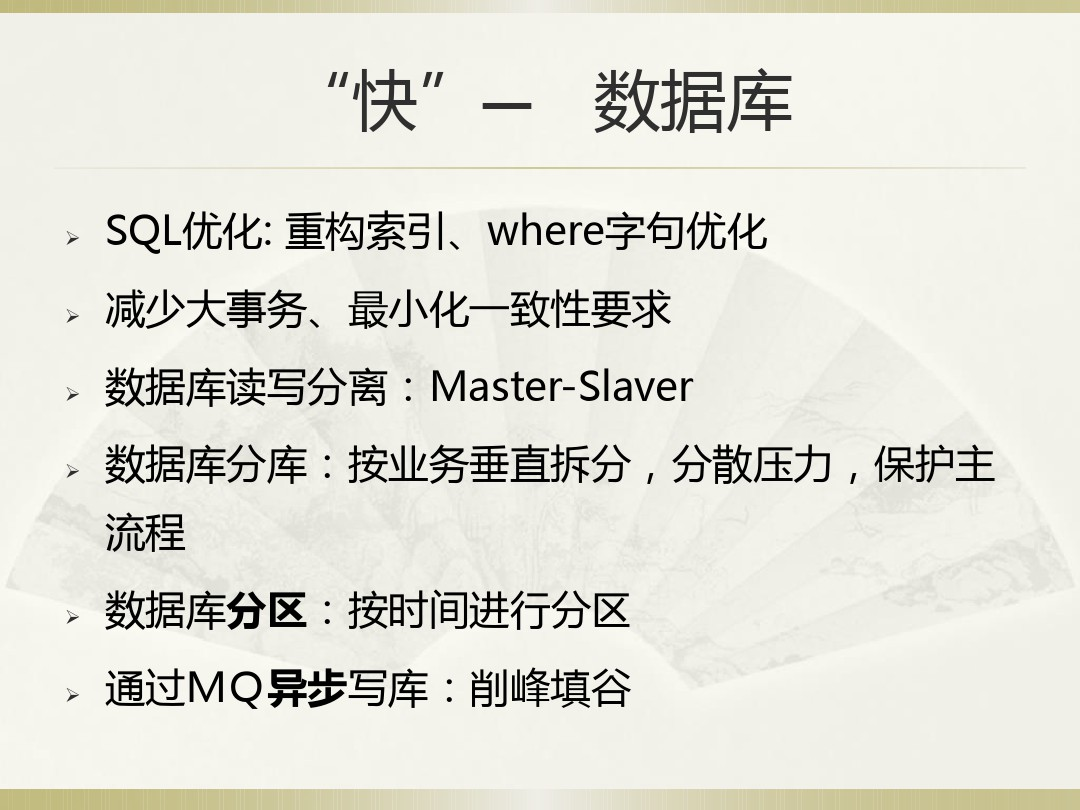 “快”－ 数据库
SQL优化: 重构索引、where字句优化
减少大事务、最小化一致性要求
数据库读写分离：Master-Slaver
数据库分库：按业务垂直拆分，分散压力，保护主
流程
数据库分区：按时间进行分区
通过MQ异步写库：削峰填谷